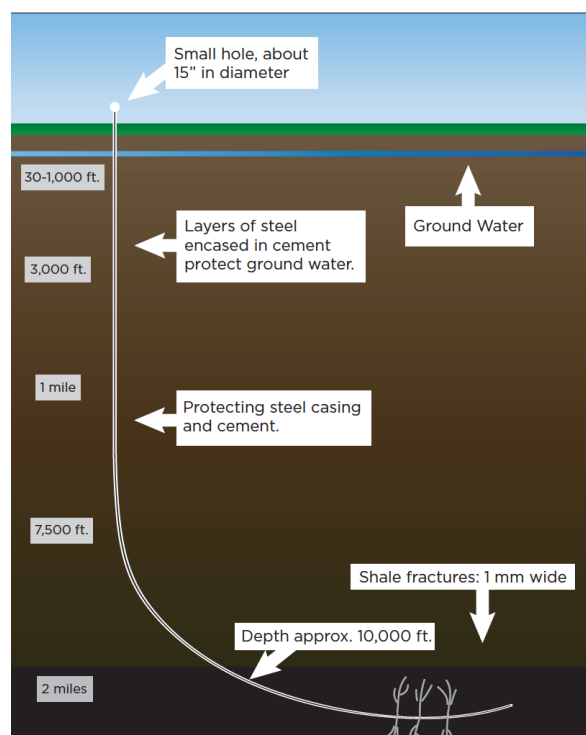 Small hole, about
15” in diameter
30-1,000 ft.
Ground Water
Layers of steel
encased in cement
protect ground water.
3,000 ft.
1 mile
Protecting steel casing
and cement.
7,500 ft.
Shale fractures: 1 mm wide
Depth approx. 10,000 ft.
2 miles